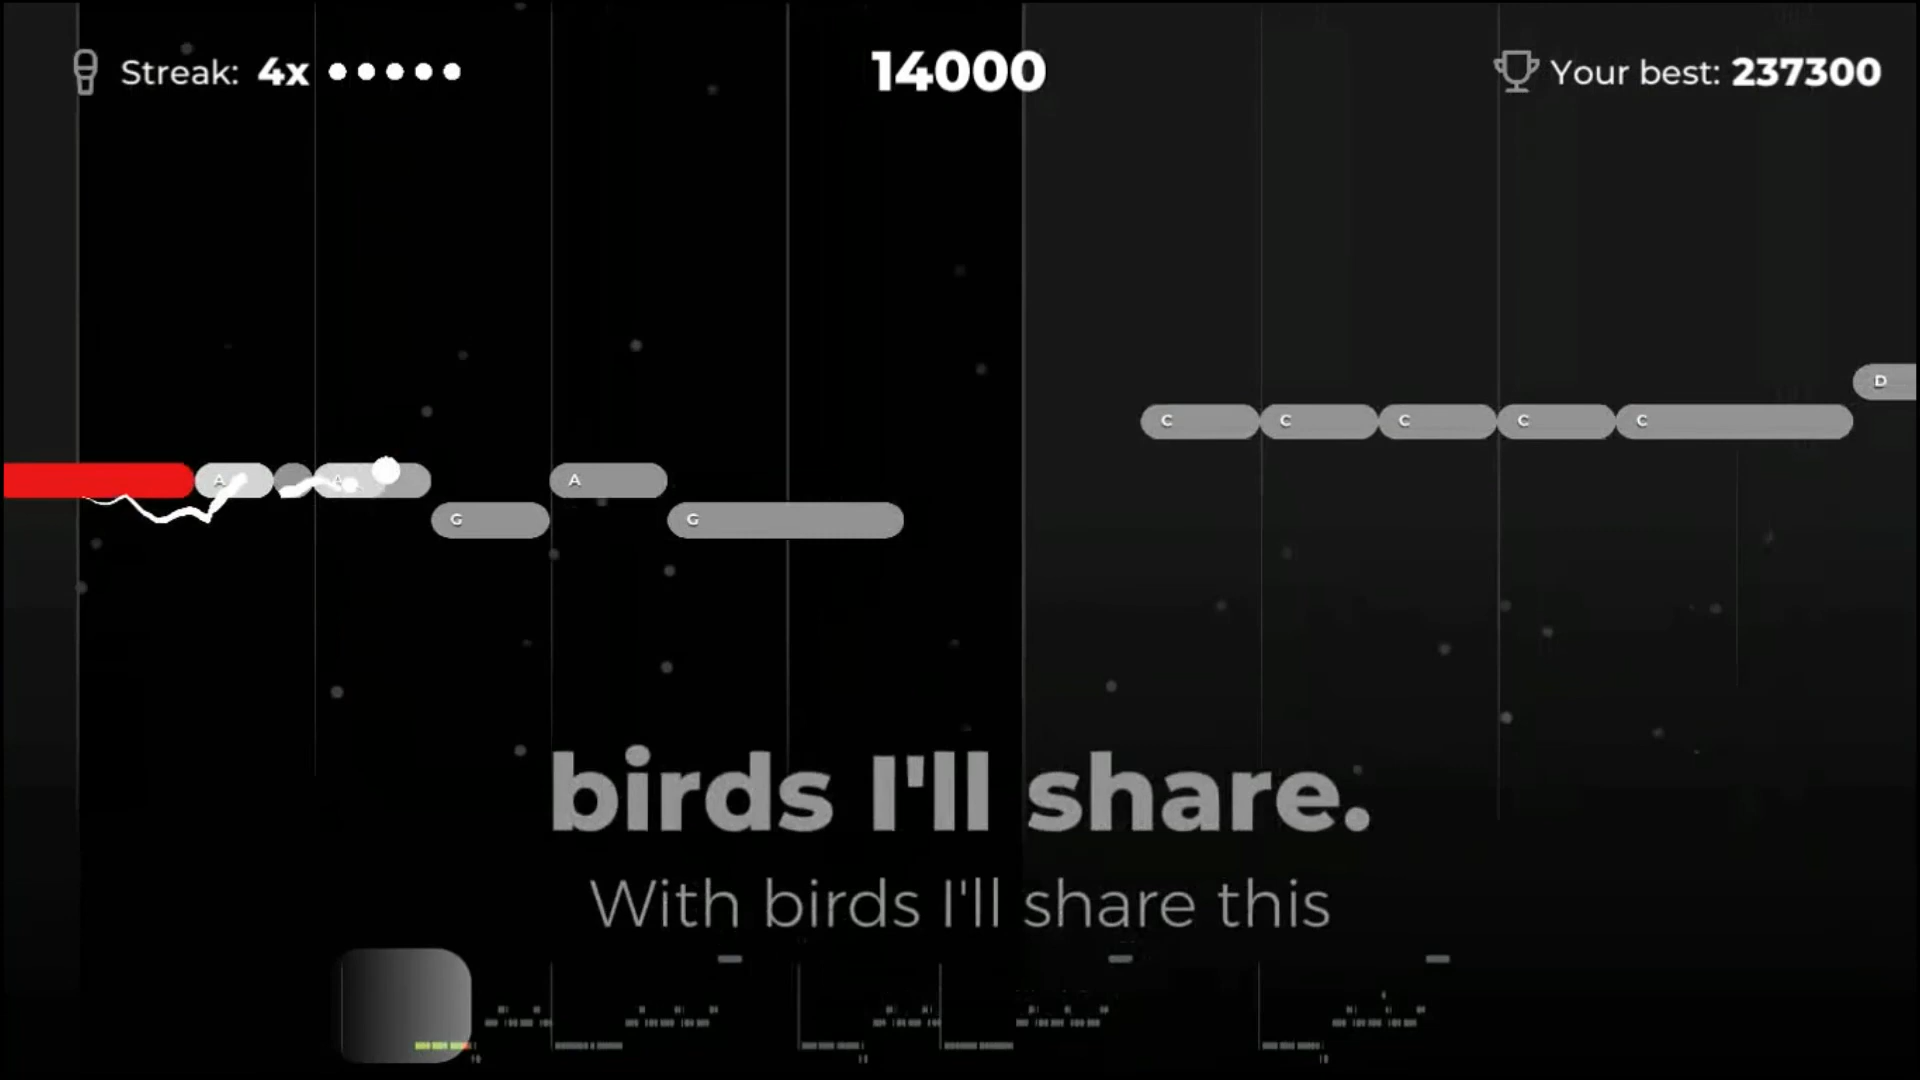 Streak: 4x
14000
Your best: 237300
D
C C C C C
A A A
G G
birds I'll share.
With birds I'll share this